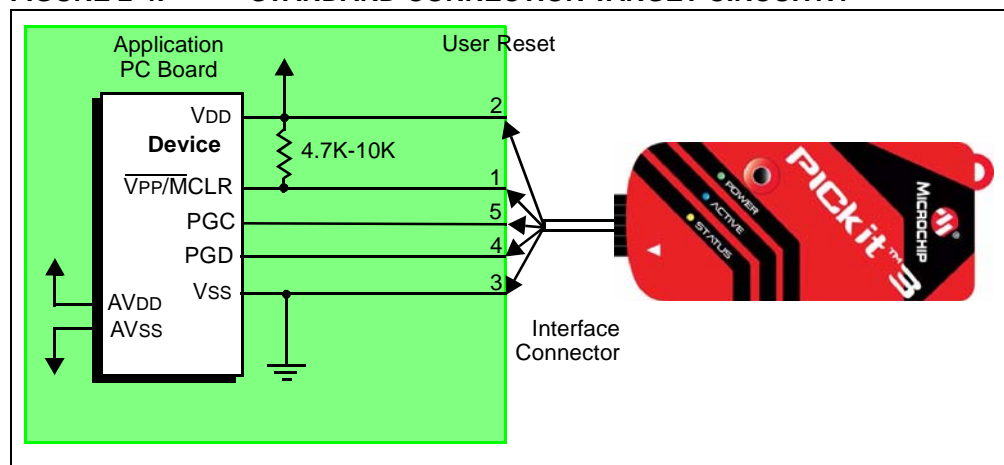 Application
PC Board
User Reset
VDD
2
Device
4.7K-10K
VPP/MCLR
1
PGC
5
PGD
4
VSS
3
AVDD
AVSS
Interface
Connector
POWER
ACTIVE
STATUS
PICkit™ 3
MICROCHIP